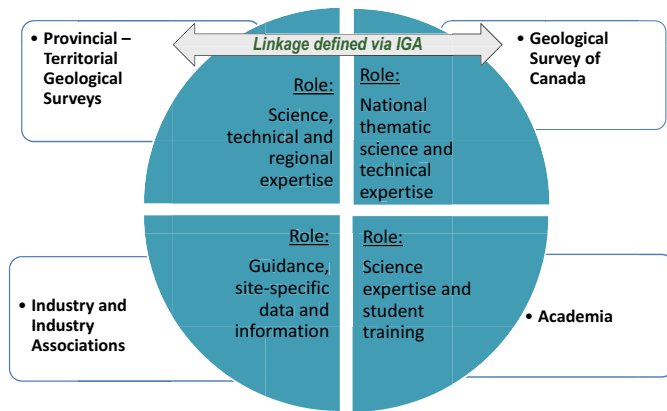 • Provincial –
Territorial
Geological
Surveys
Linkage defined via IGA
• Geological
Survey of
Canada
Role:
Science,
technical and
regional
expertise
Role:
National
thematic
science and
technical
expertise
Role:
Guidance,
site-specific
data and
information
Role:
Science
expertise and
student
training
• Industry and
Industry
Associations
• Academia